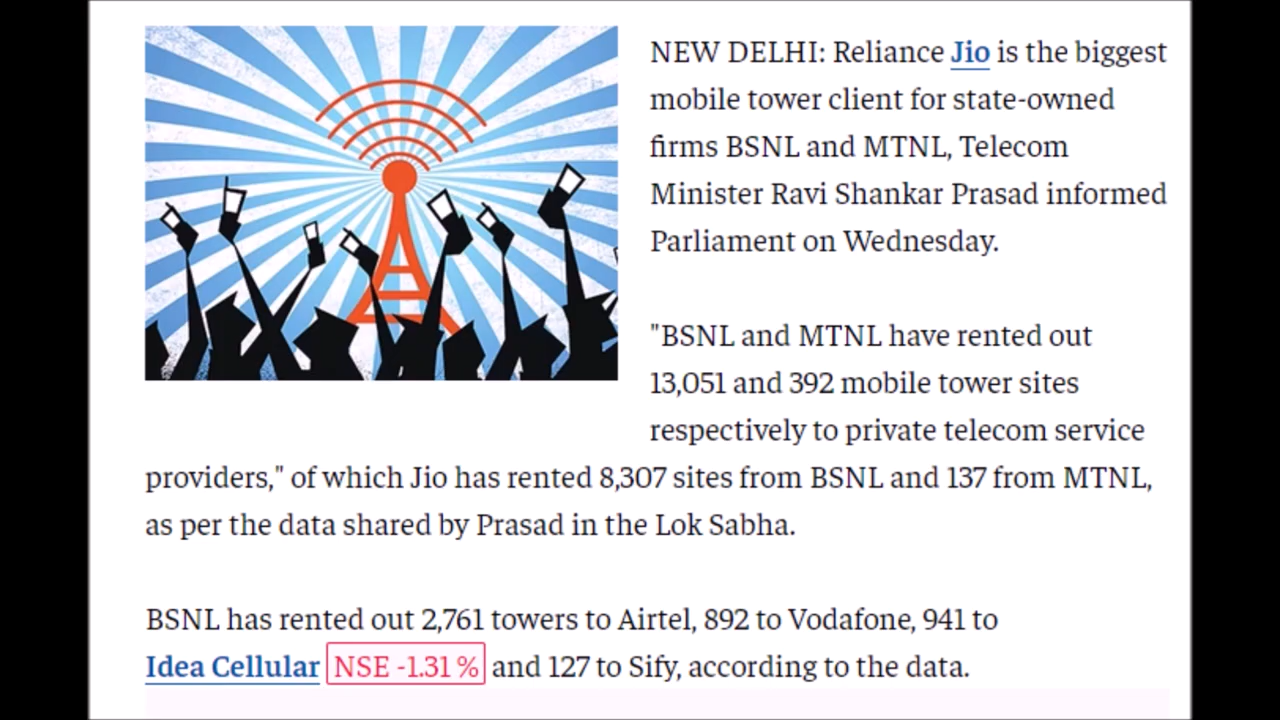 NEW DELHI: Reliance Jio is the biggest
mobile tower client for state-owned
firms BSNL and MTNL, Telecom
Minister Ravi Shankar Prasad informed
Parliament on Wednesday.
"BSNL and MTNL have rented out
13,051 and 392 mobile tower sites
respectively to private telecom service
providers," of which Jio has rented 8,307 sites from BSNL and 137 from MTNL,
as per the data shared by Prasad in the Lok Sabha.
BSNL has rented out 2,761 towers to Airtel, 892 to Vodafone, 941 to
Idea Cellular NSE -1.31 % and 127 to Sify, according to the data.